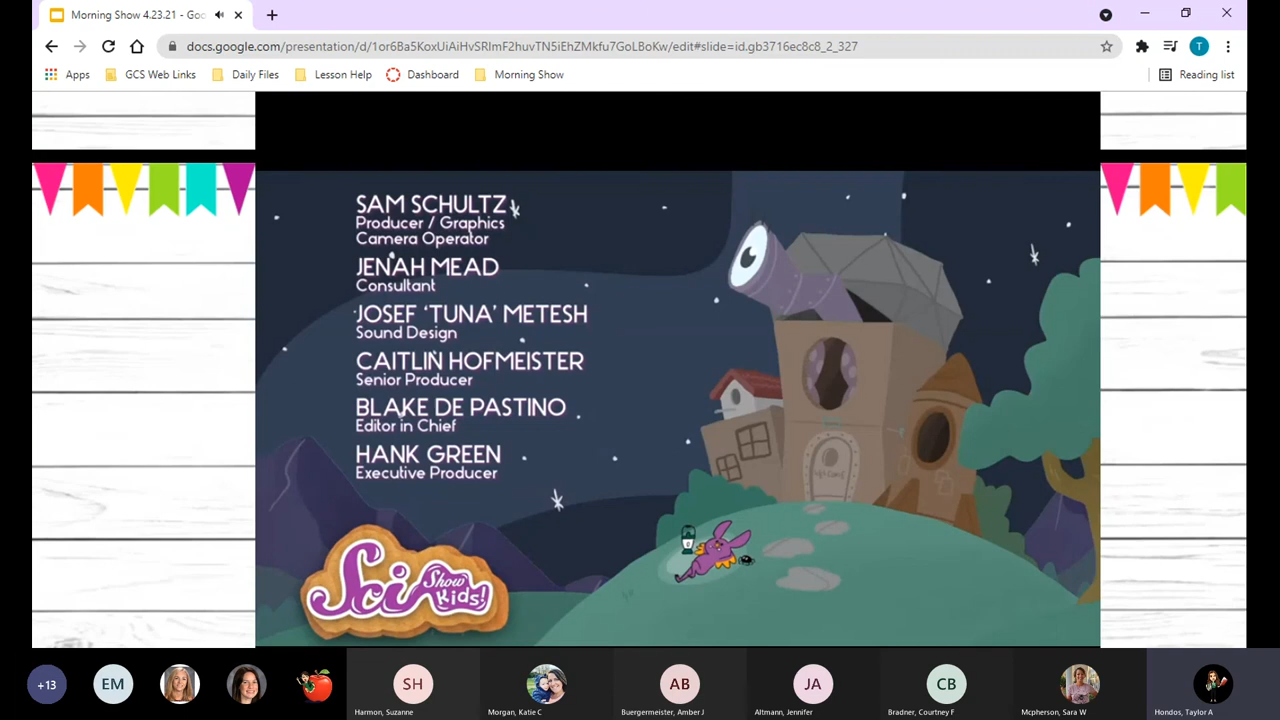 Morning Show 4.23.21 - Goo
docs.google.com/presentation/d/1or6Ba5KoxUiAiHvSRlmF2huvTN5iEhZMkfu7GoLBoKw/edit#slide=id.gb3716ec8c8_2_327
T
Apps GCS Web Links Daily Files Lesson Help Dashboard Morning Show Reading list
SAM SCHULTZ
Producer / Graphics
Camera Operator
JENAH MEAD
Consultant
JOSEF ‘TUNA’ METESH
Sound Design
CAITLIN HOFMEISTER
Senior Producer
BLAKE DE PASTINO
Editor in Chief
HANK GREEN
Executive Producer
WELCOME
Sci Show Kids!
+13 EM SH AB JA CB
Harmon, Suzanne Morgan, Katie C Buergermeister, Amber J Altmann, Jennifer Bradner, Courtney F Mcpherson, Sara W Hondos, Taylor A